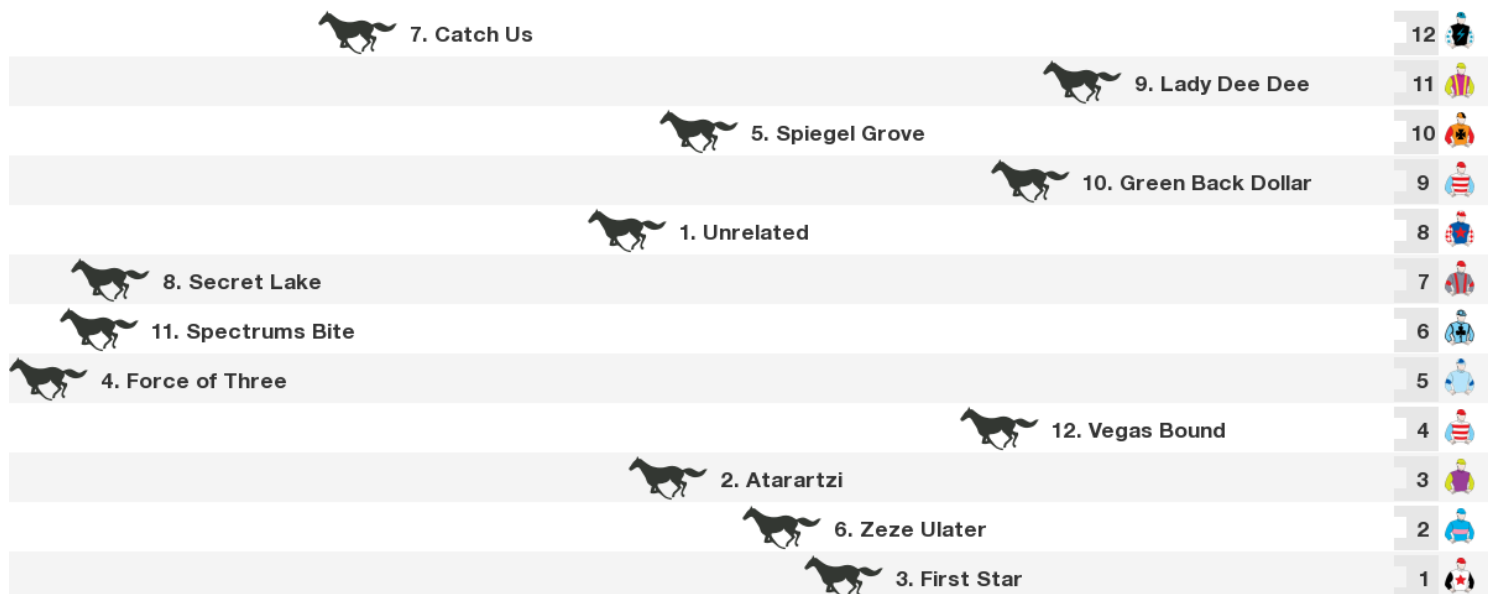 7. Catch Us 12
9. Lady Dee Dee 11
5. Spiegel Grove 10
10. Green Back Dollar 9
1. Unrelated 8
8. Secret Lake 7
11. Spectrums Bite 6
4. Force of Three 5
12. Vegas Bound 4
2. Atarartzi 3
6. Zeze Ulater 2
3. First Star 1